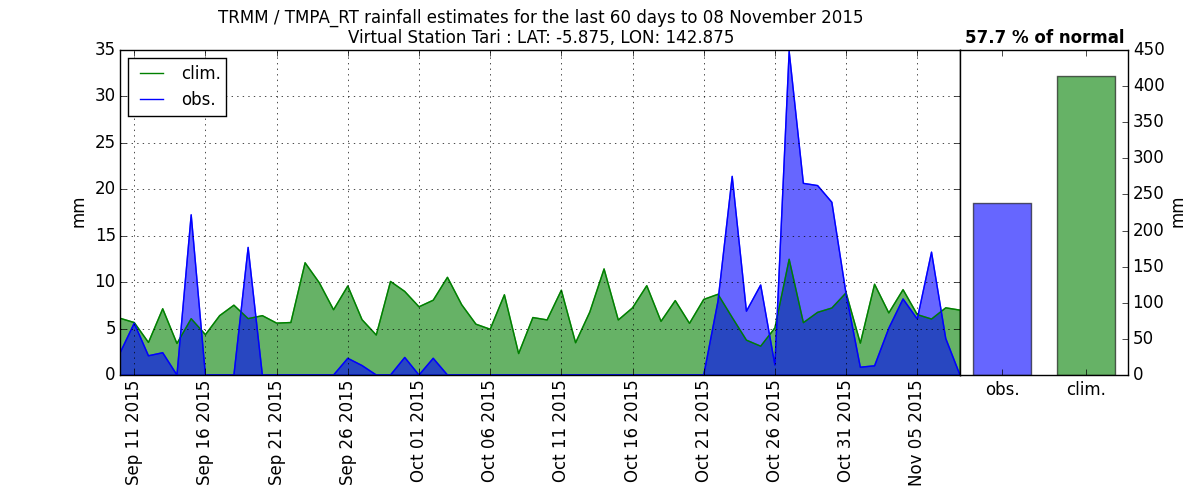 TRMM / TMPA_RT rainfall estimates for the last 60 days to 08 November 2015
Virtual Station Tari : LAT: -5.875, LON: 142.875
57.7 % of normal
clim.
obs.
35
30
25
20
15
10
5
0
mm
Sep 11 2015
Sep 16 2015
Sep 21 2015
Sep 26 2015
Oct 01 2015
Oct 06 2015
Oct 11 2015
Oct 16 2015
Oct 21 2015
Oct 26 2015
Oct 31 2015
Nov 05 2015
450
400
350
300
250
200
150
100
50
0
mm
obs.
clim.